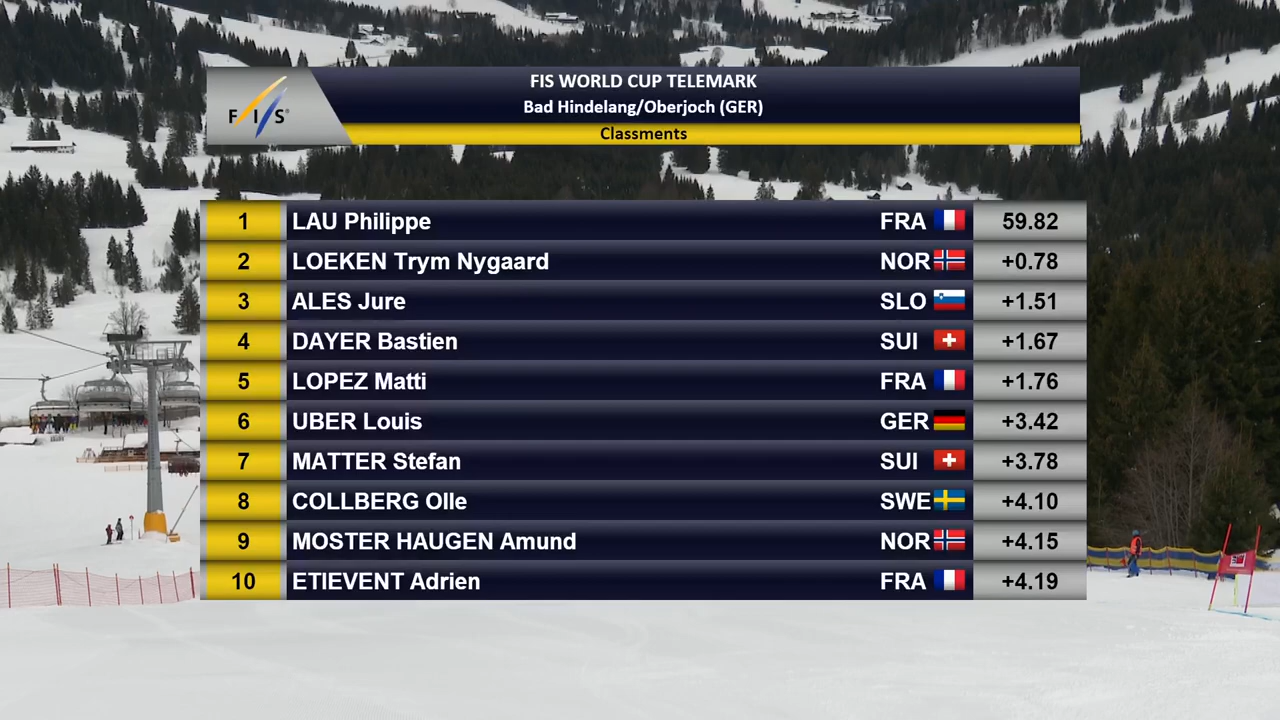 FIS
FIS WORLD CUP TELEMARK
Bad Hindelang/Oberjoch (GER)
Classments
1 LAU Philippe FRA 59.82
2 LOEKEN Trym Nygaard NOR +0.78
3 ALES Jure SLO +1.51
4 DAYER Bastien SUI +1.67
5 LOPEZ Matti FRA +1.76
6 UBER Louis GER +3.42
7 MATTER Stefan SUI +3.78
8 COLLBERG Olle SWE +4.10
9 MOSTER HAUGEN Amund NOR +4.15
10 ETIEVENT Adrien FRA +4.19